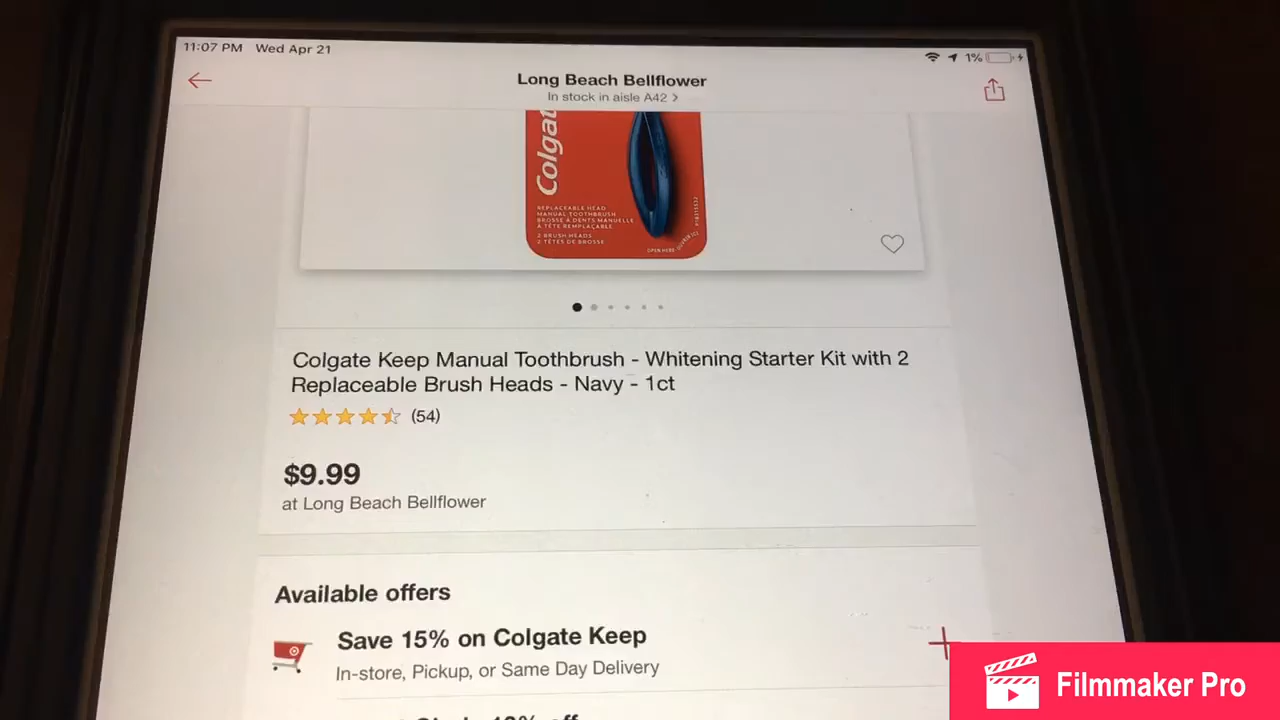 11:07 PM Wed Apr 21
1%
Long Beach Bellflower
In stock in aisle A42 >
Colgat
REPLACEABLE HEAD
MANUAL TOOTHBRUSH
BROSSE À DENTS MANUELLE
À TÊTE REMPLAÇABLE
2 BRUSH HEADS
2 TÊTES DE BROSSE
OPEN HERE
Colgate Keep Manual Toothbrush - Whitening Starter Kit with 2
Replaceable Brush Heads - Navy - 1ct
(54)
$9.99
at Long Beach Bellflower
Available offers
Save 15% on Colgate Keep
In-store, Pickup, or Same Day Delivery
Filmmaker Pro